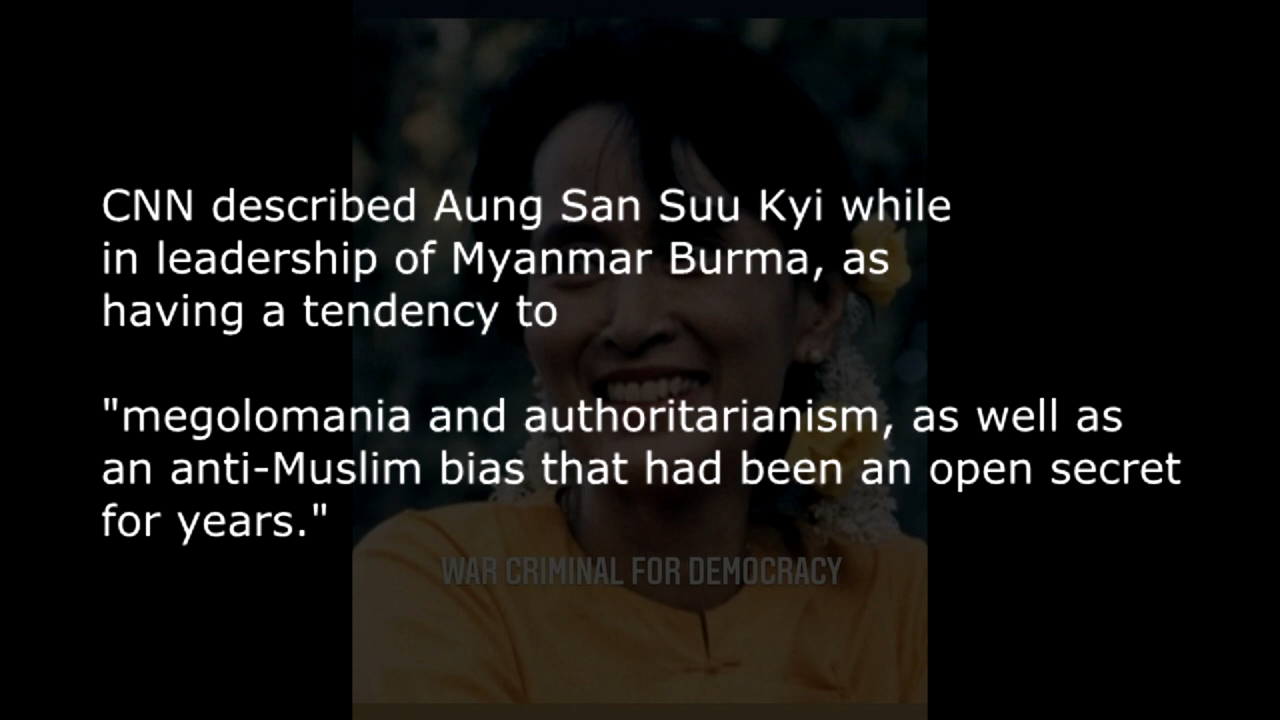 CNN described Aung San Suu Kyi while
in leadership of Myanmar Burma, as
having a tendency to
"megolomania and authoritarianism, as well as
an anti-Muslim bias that had been an open secret
for years."
WAR CRIMINAL FOR DEMOCRACY